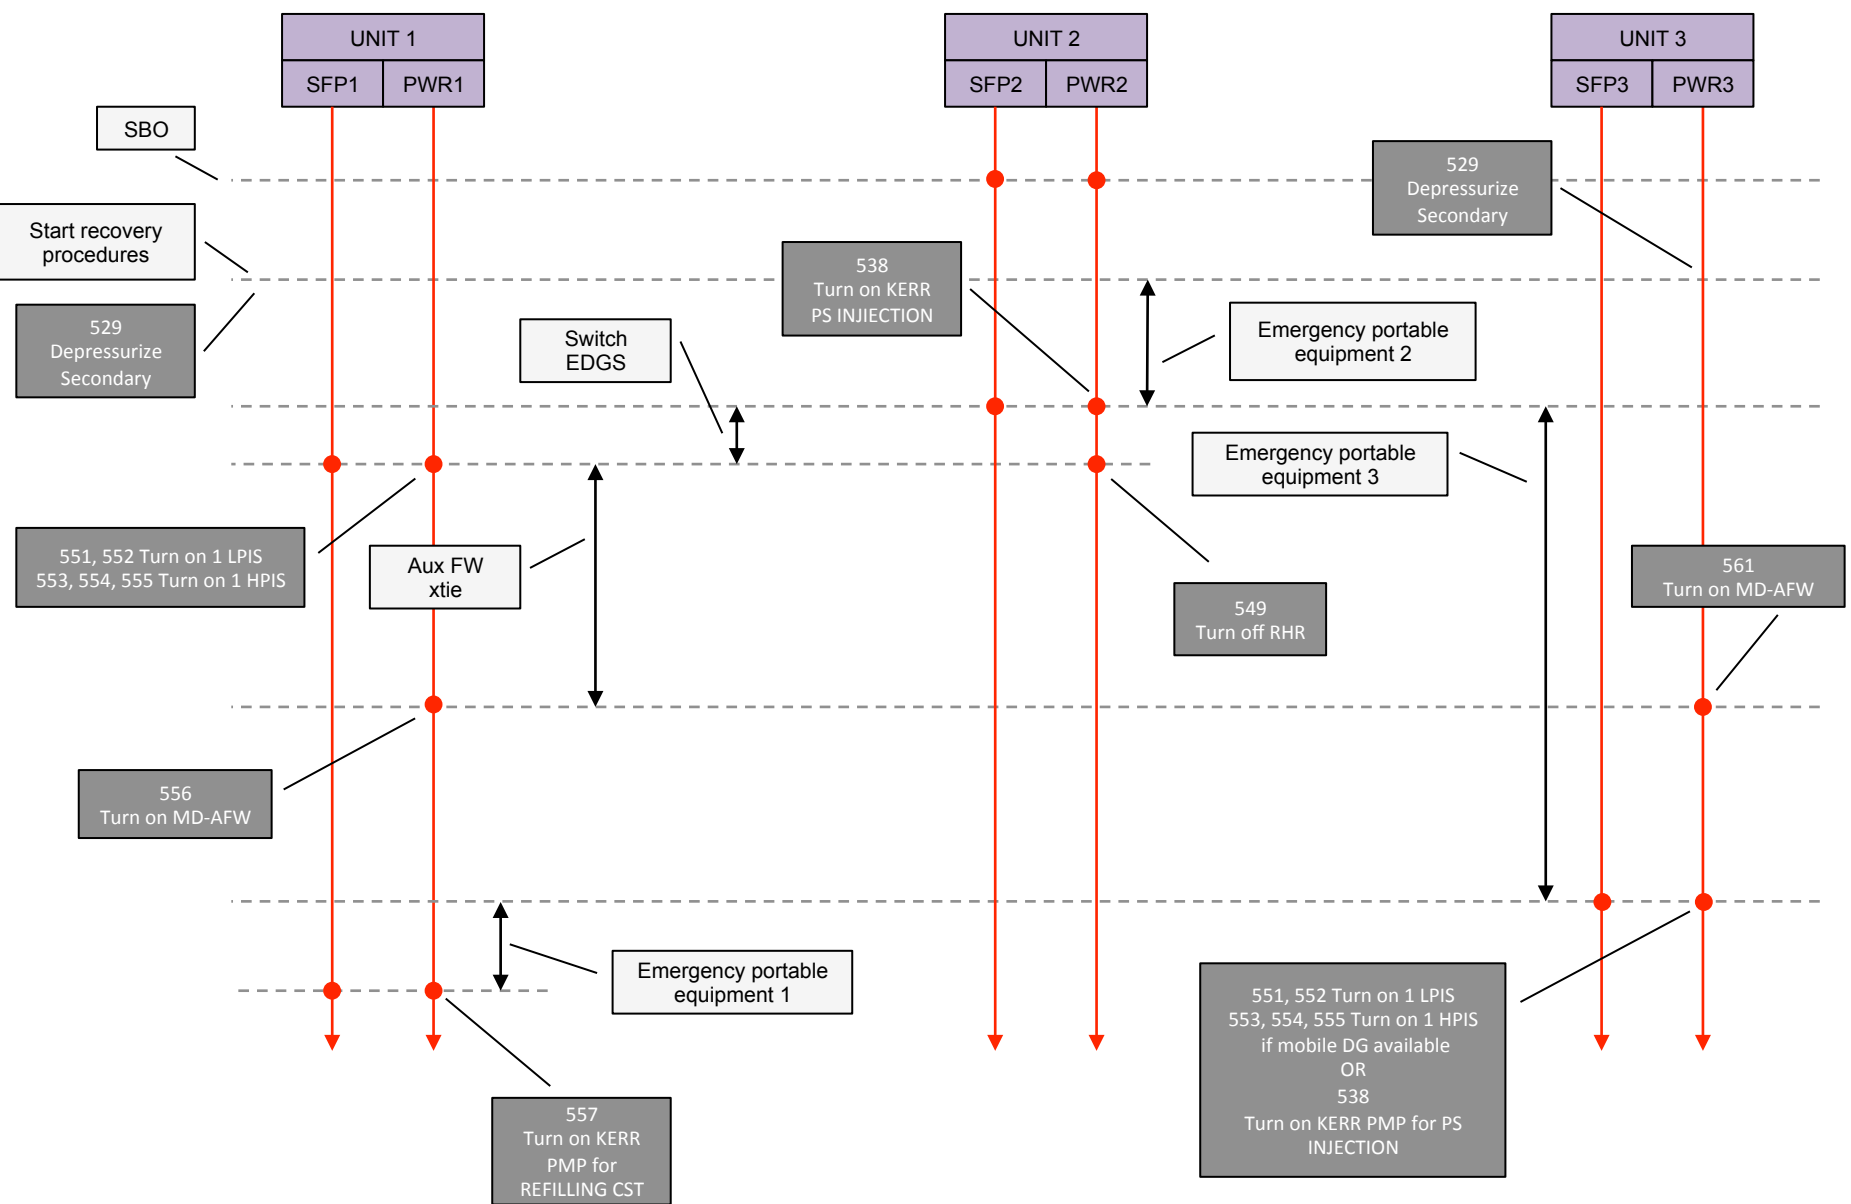 UNIT 1
SFP1 PWR1
UNIT 2
SFP2 PWR2
UNIT 3
SFP3 PWR3
SBO
529
Depressurize
Secondary
Start recovery
procedures
538
Turn on KERR
PS INJIECTION
529
Depressurize
Secondary
Switch
EDGS
Emergency portable
equipment 2
Emergency portable
equipment 3
551, 552 Turn on 1 LPIS
553, 554, 555 Turn on 1 HPIS
Aux FW
xtie
561
Turn on MD-AFW
549
Turn off RHR
556
Turn on MD-AFW
Emergency portable
equipment 1
551, 552 Turn on 1 LPIS
553, 554, 555 Turn on 1 HPIS
if mobile DG available
OR
538
Turn on KERR PMP for PS
INJECTION
557
Turn on KERR
PMP for
REFILLING CST